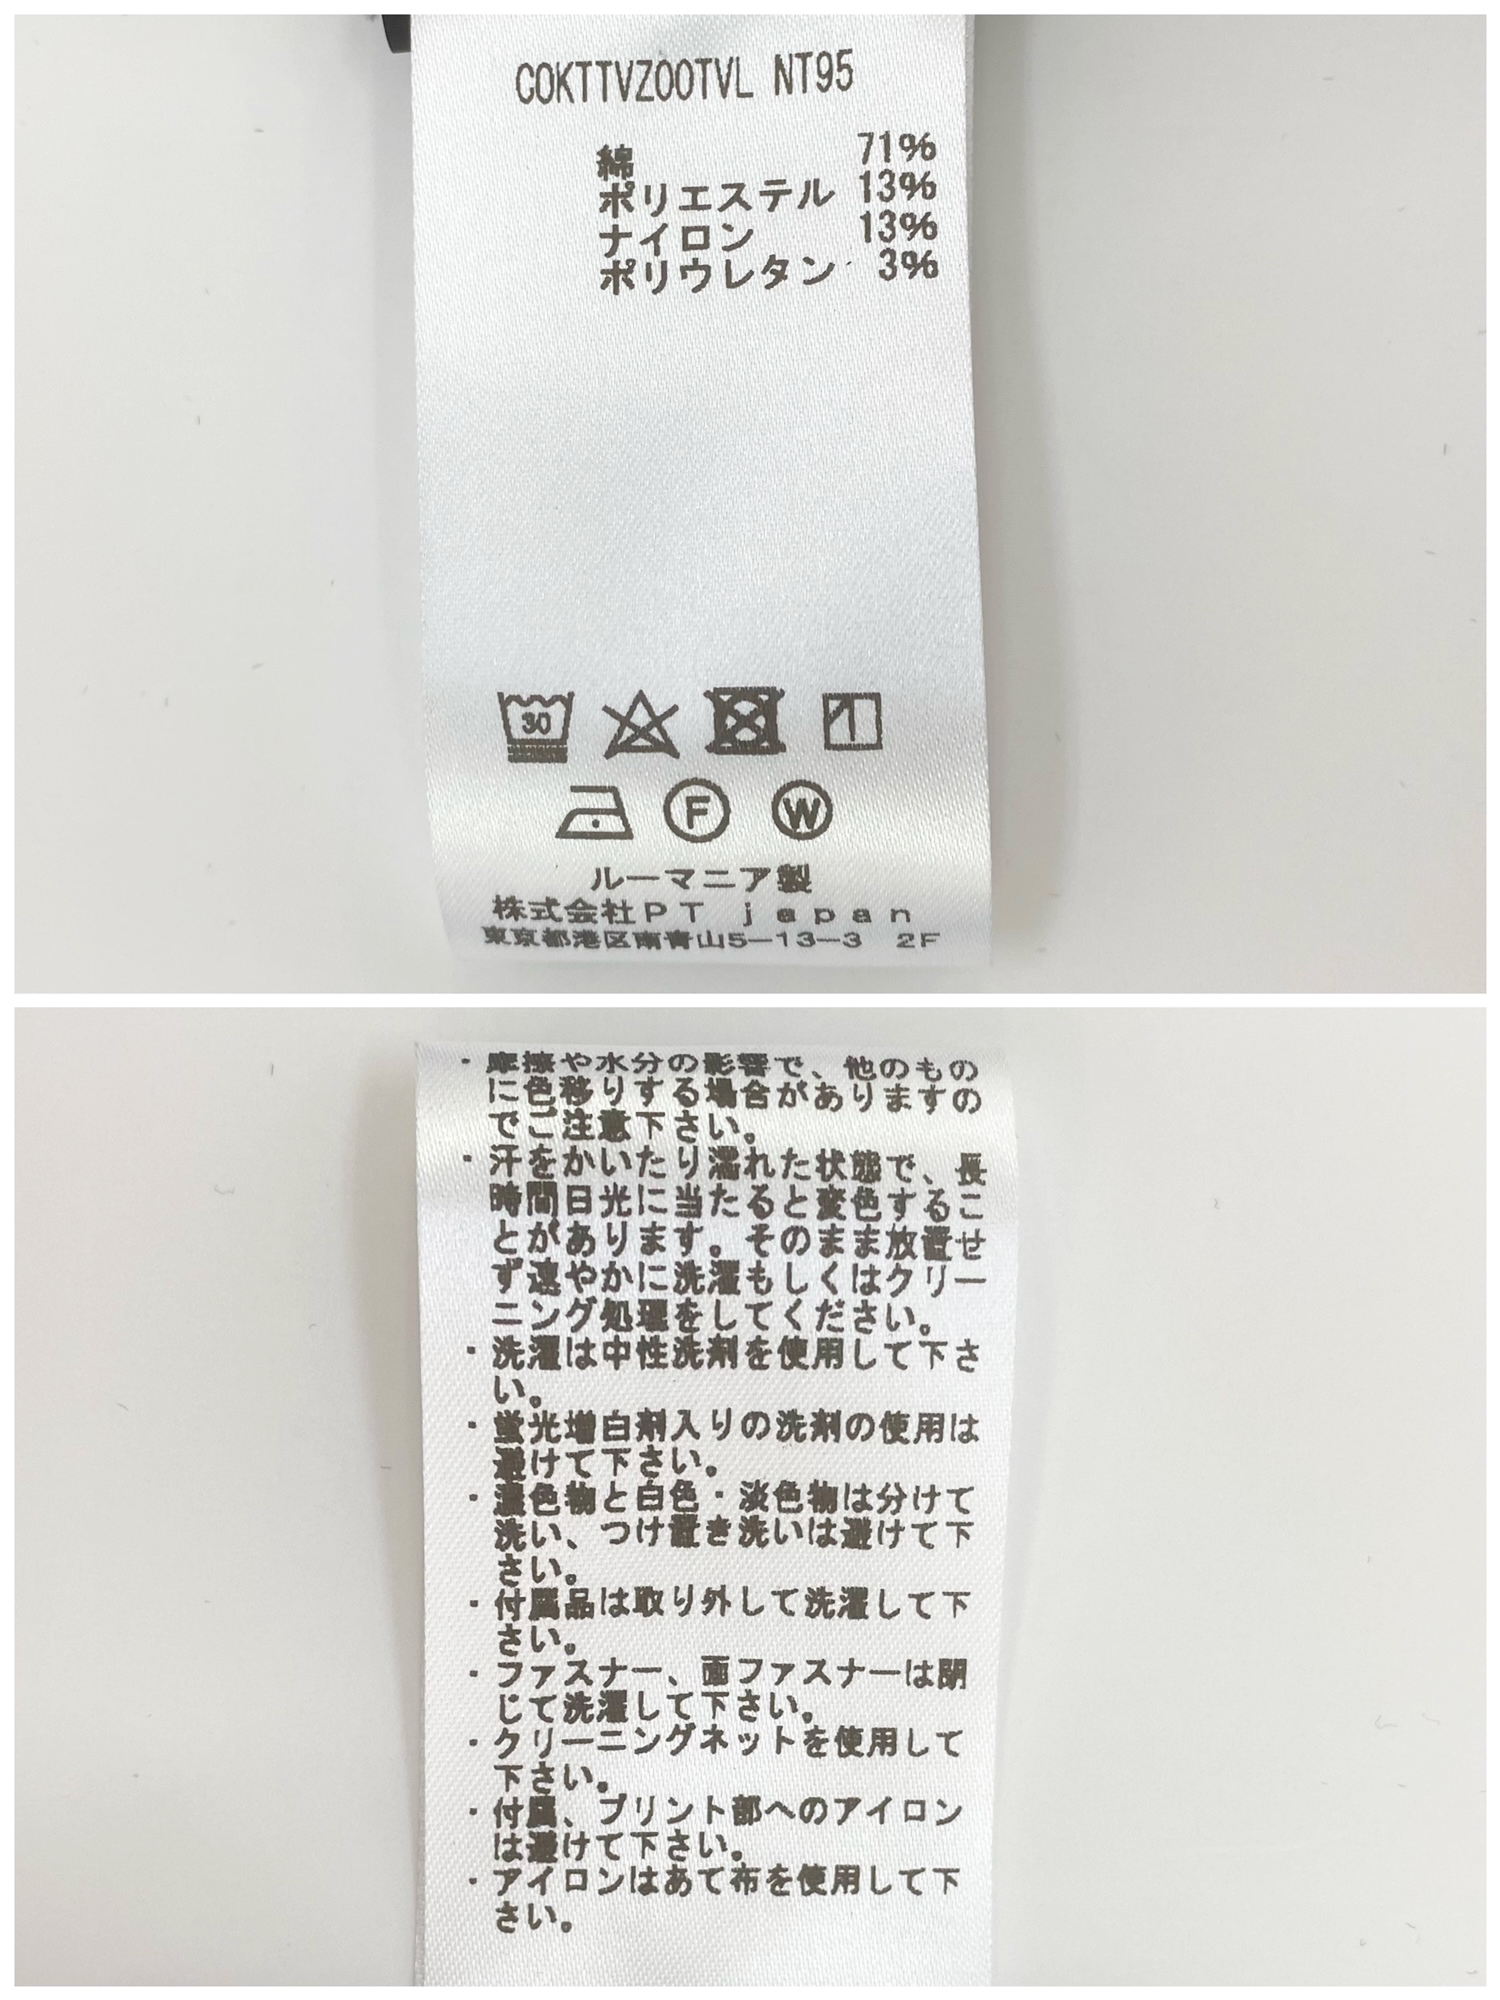 COKTTVZ00TVL NT95
綿 71%
ポリエステル 13%
ナイロン 13%
ポリウレタン 3%
30
F W
ルーマニア製
株式会社PT japan
東京都港区南青山5-13-3 2F
・摩擦や水分の影響で、他のもの
に色移りする場合がありますの
でご注意下さい。
・汗をかいたり濡れた状態で、長
時間日光に当たると変色するこ
とがあります。そのまま放置せ
ず速やかに洗濯もしくはクリー
ニング処理をしてください。
・洗濯は中性洗剤を使用して下さ
い。
・蛍光増白剤入りの洗剤の使用は
避けて下さい。
・濃色物と白色・淡色物は分けて
洗い、つけ置き洗いは避けて下
さい。
・付属品は取り外して洗濯して下
さい。
・ファスナー、面ファスナーは閉
じて洗濯して下さい。
・クリーニングネットを使用して
下さい。
・付属、プリント部へのアイロン
は避けて下さい。
・アイロンはあて布を使用して下
さい。